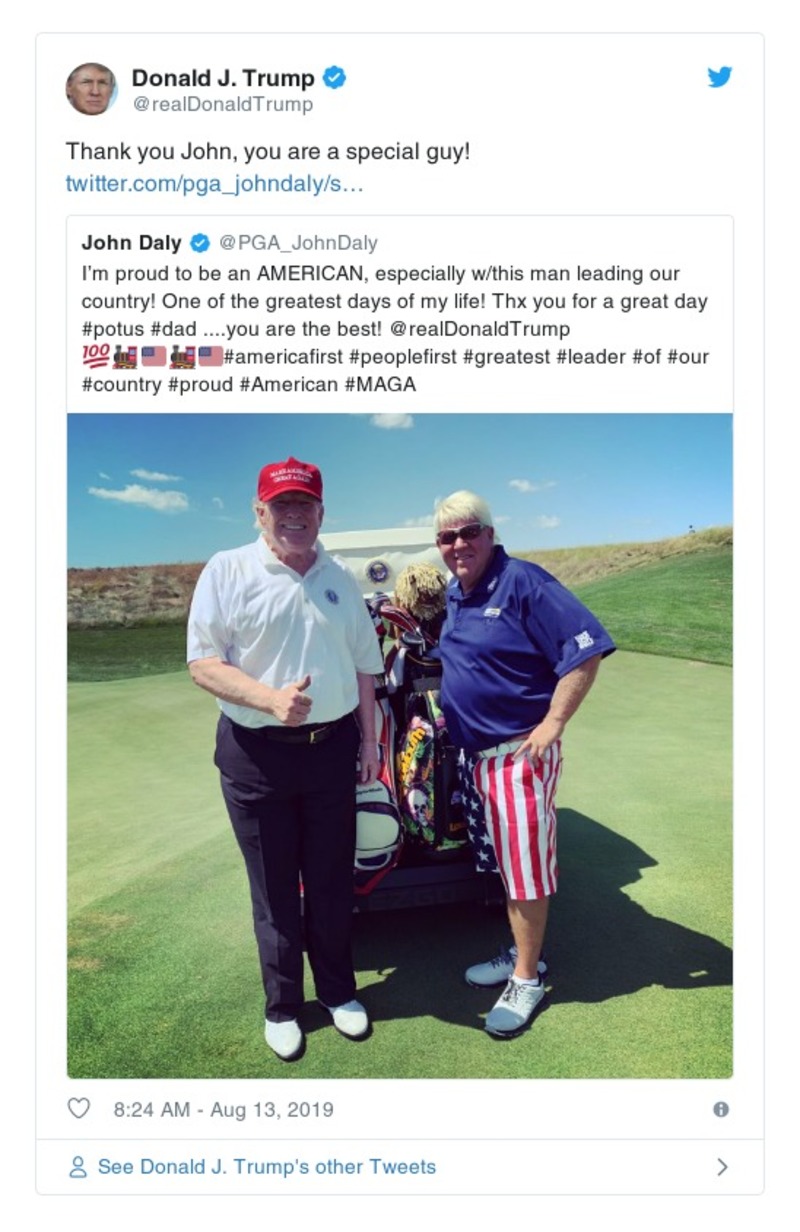 Donald J. Trump
@realDonaldTrump
Thank you John, you are a special guy!
twitter.com/pga_johndaly/s…
John Daly @PGA_JohnDaly
I'm proud to be an AMERICAN, especially w/this man leading our
country! One of the greatest days of my life! Thx you for a great day
#potus #dad ....you are the best! @realDonaldTrump
💯🚂🇺🇸🚂🇺🇸#americafirst #peoplefirst #greatest #leader #of #our
#country #proud #American #MAGA
MAKE AMERICA
GREAT AGAIN
8:24 AM - Aug 13, 2019
See Donald J. Trump's other Tweets